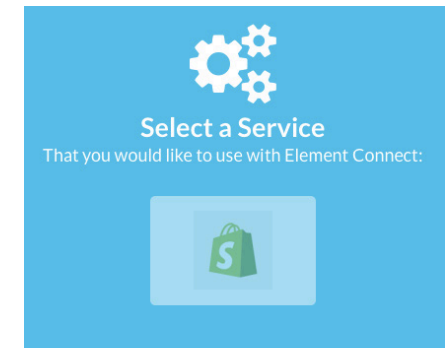 Select a Service
That you would like to use with Element Connect:
S